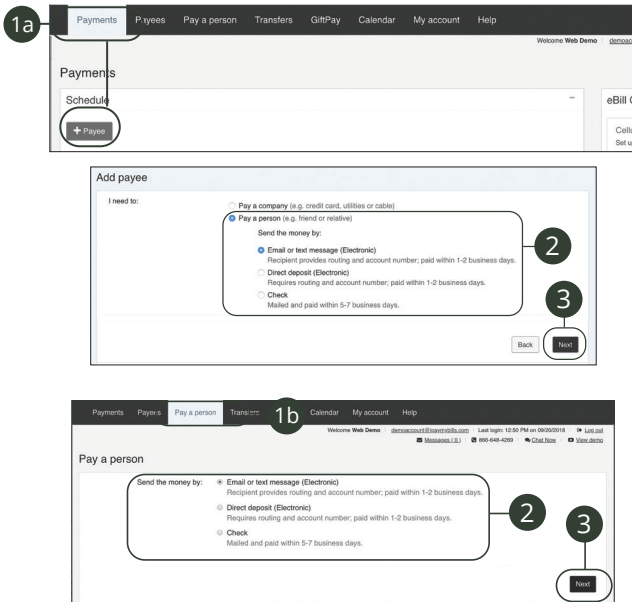 1a
Payments Payees Pay a person Transfers GiftPay Calendar My account Help
Welcome Web Demo
Payments
Schedule −
eBill
+ Payee
Set
Add payee
I need to:
Pay a company (e.g. credit card, utilities or cable)
Pay a person (e.g. friend or relative)
Send the money by:
Email or text message (Electronic)
Recipient provides routing and account number; paid within 1-2 business days.
2
Direct deposit (Electronic)
Requires routing and account number; paid within 1-2 business days.
Check
Mailed and paid within 5-7 business days.
3
Back Next
Payments Payees Pay a person Transfers 1b Calendar My account Help
Welcome Web Demo demoaccount@ipaymybills.com Last login: 12:50 PM on 09/20/2018 Log out
Messages ( 0 ) 866-648-4269 Chat Now View demo
Pay a person
Send the money by: Email or text message (Electronic)
Recipient provides routing and account number; paid within 1-2 business days.
Direct deposit (Electronic)
Requires routing and account number; paid within 1-2 business days.
2
Check
Mailed and paid within 5-7 business days.
3
Next